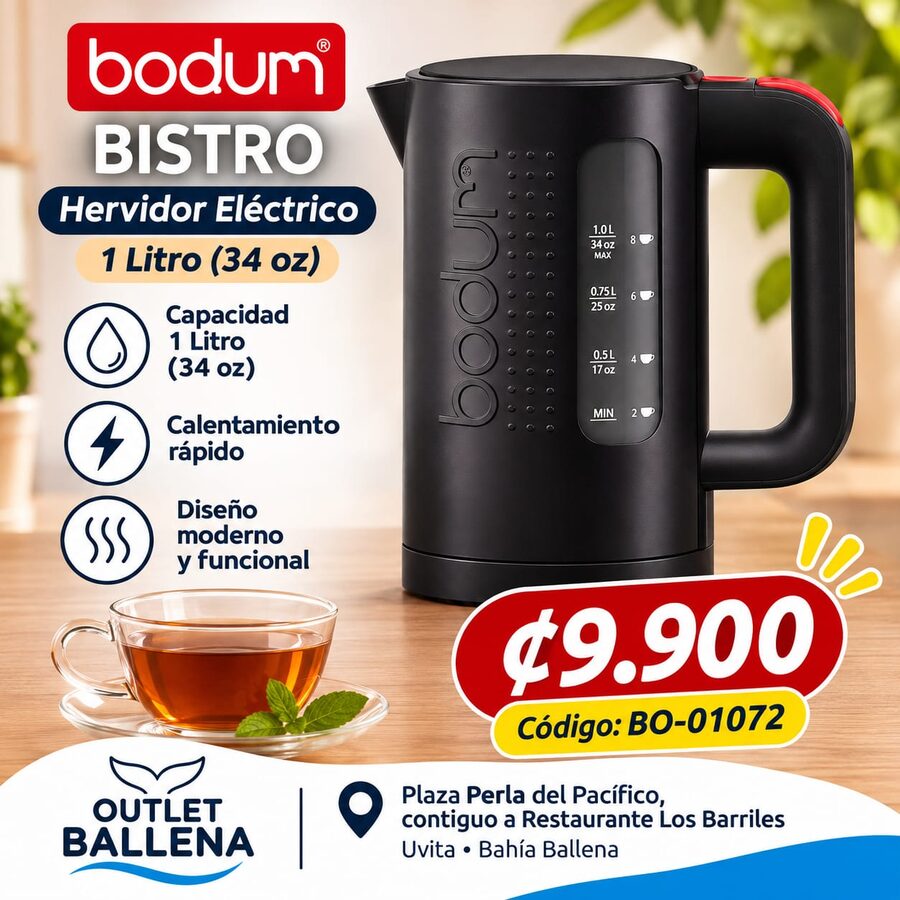 bodum®
BISTRO
Hervidor Eléctrico
1 Litro (34 oz)
Capacidad
1 Litro
(34 oz)
Calentamiento
rápido
Diseño
moderno
y funcional
bodum®
1.0 L
34 oz
MAX
8
0.75 L
25 oz
6
0.5 L
17 oz
4
MIN
2
₡9.900
Código: BO-01072
OUTLET
BALLENA
Plaza Perla del Pacífico,
contiguo a Restaurante Los Barriles
Uvita • Bahía Ballena